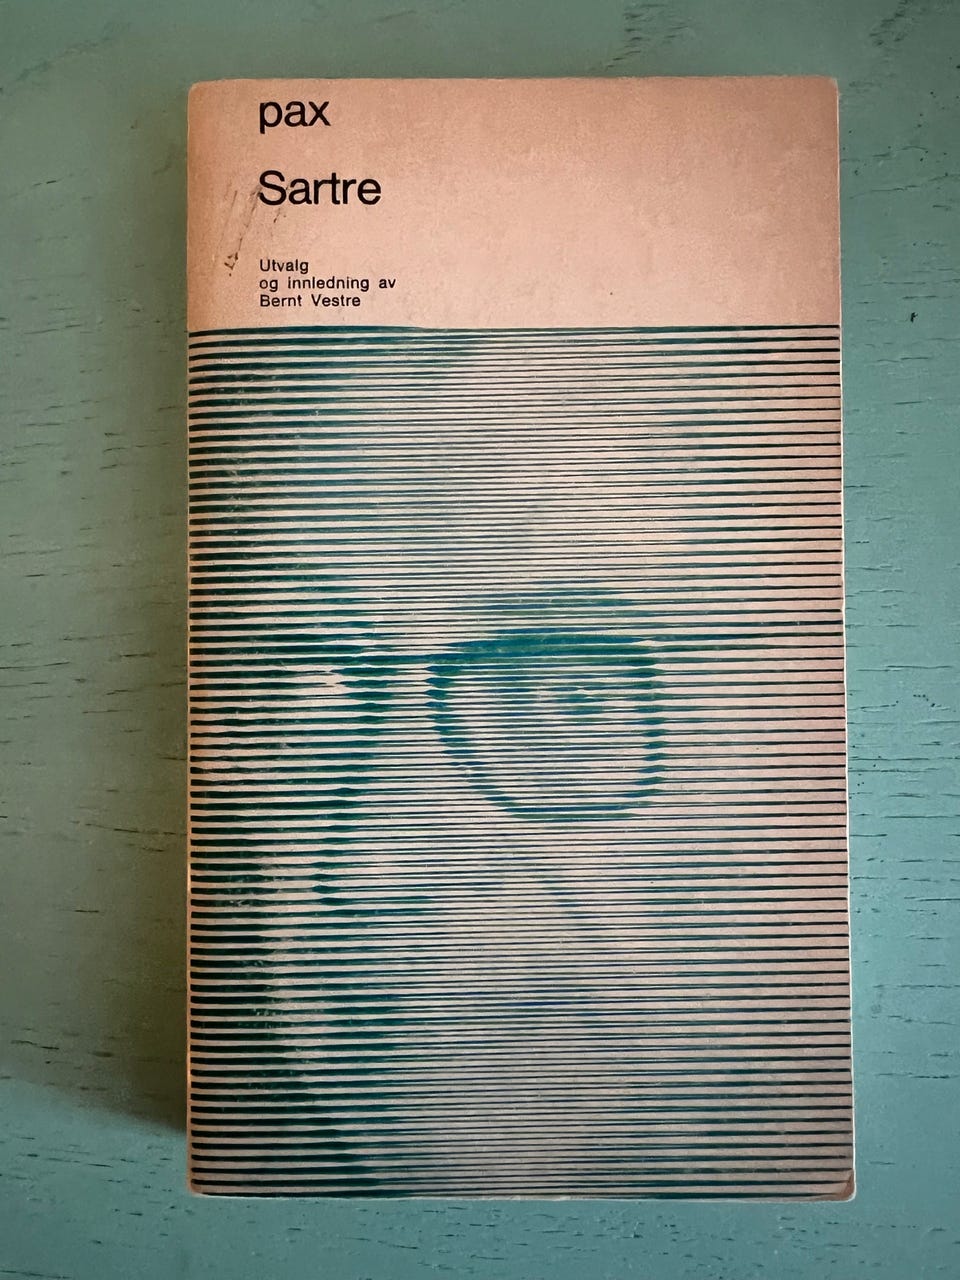 pax
Sartre
Utvalg
og innledning av
Bernt Vestre